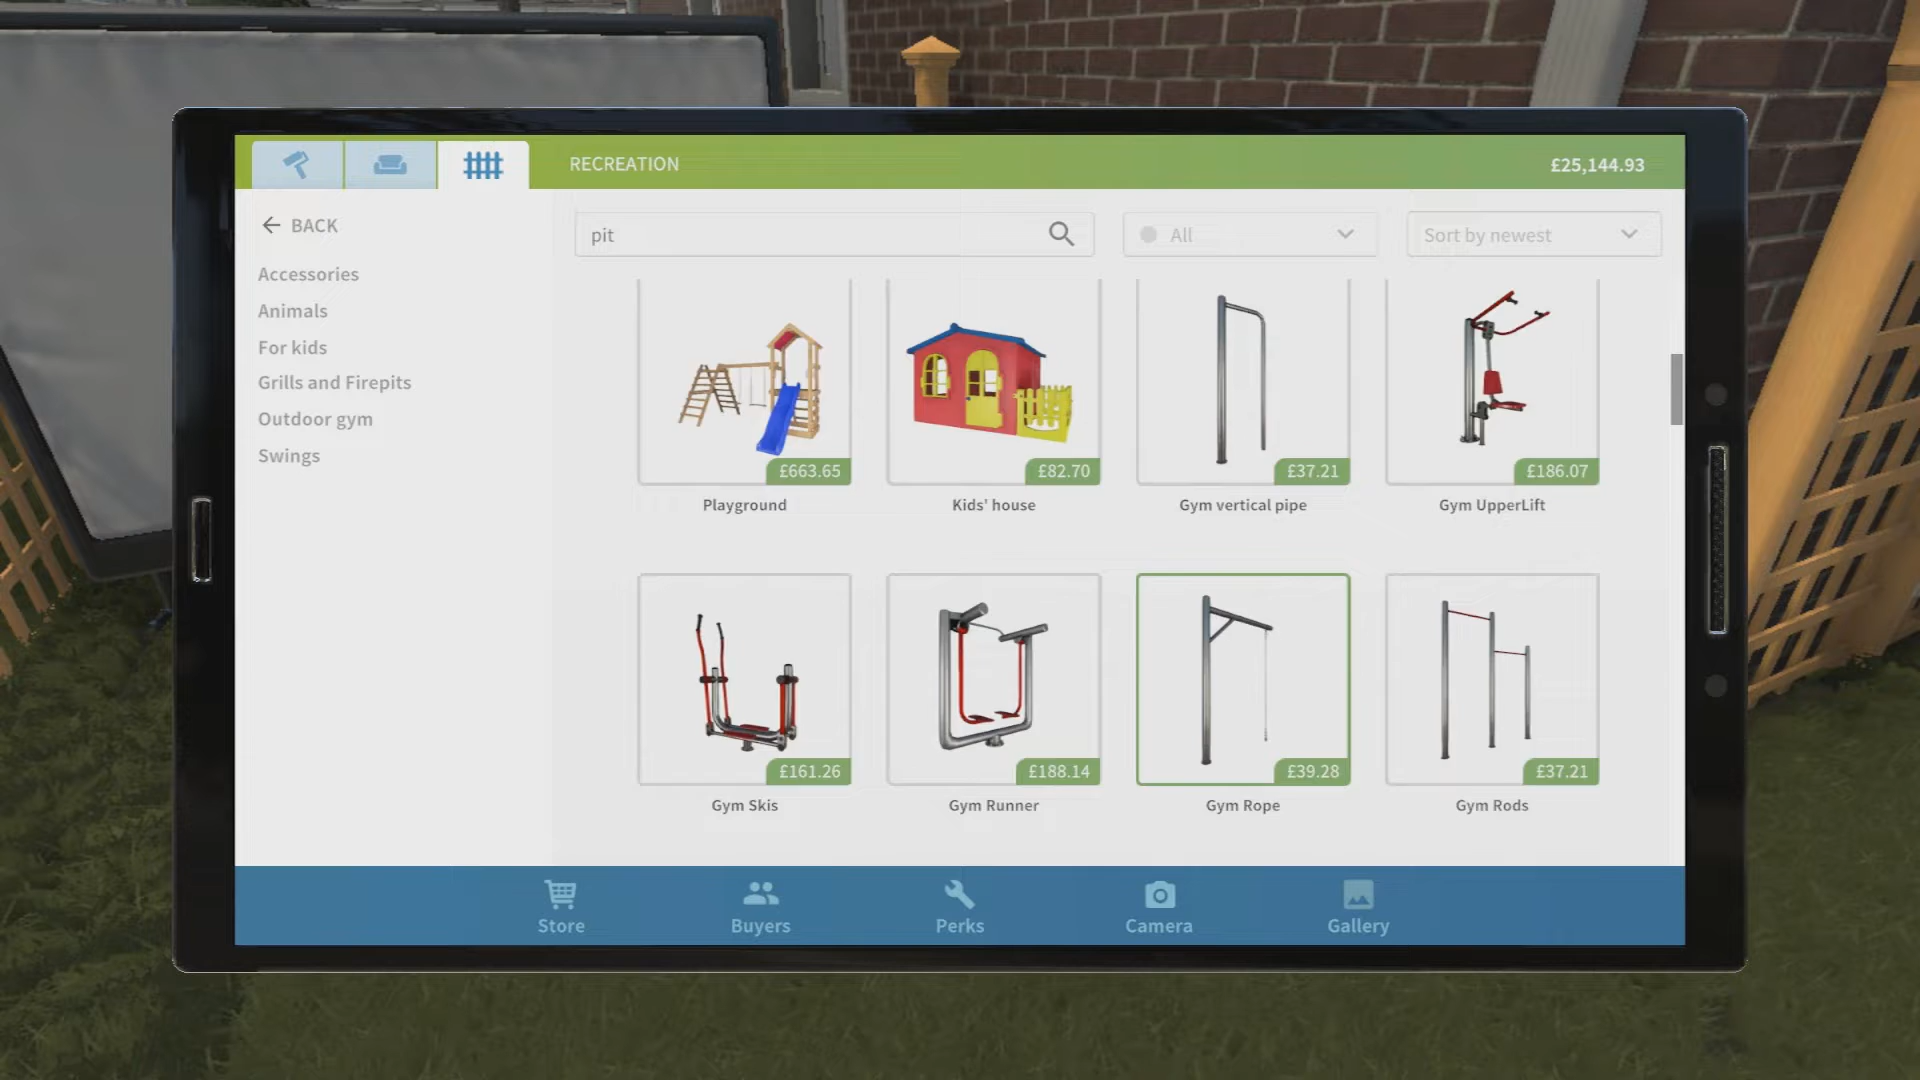 RECREATION
£25,144.93
BACK
pit
All
Sort by newest
Accessories
Animals
For kids
Grills and Firepits
Outdoor gym
Swings
£663.65
£82.70
£37.21
£186.07
Playground
Kids' house
Gym vertical pipe
Gym UpperLift
£161.26
£188.14
£39.28
£37.21
Gym Skis
Gym Runner
Gym Rope
Gym Rods
Store
Buyers
Perks
Camera
Gallery